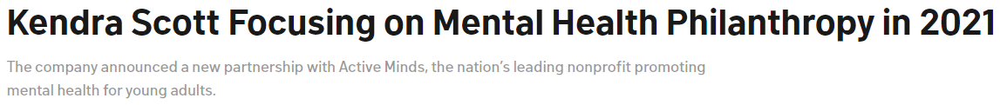 Kendra Scott Focusing on Mental Health Philanthropy in 2021
The company announced a new partnership with Active Minds, the nation’s leading nonprofit promoting
mental health for young adults.